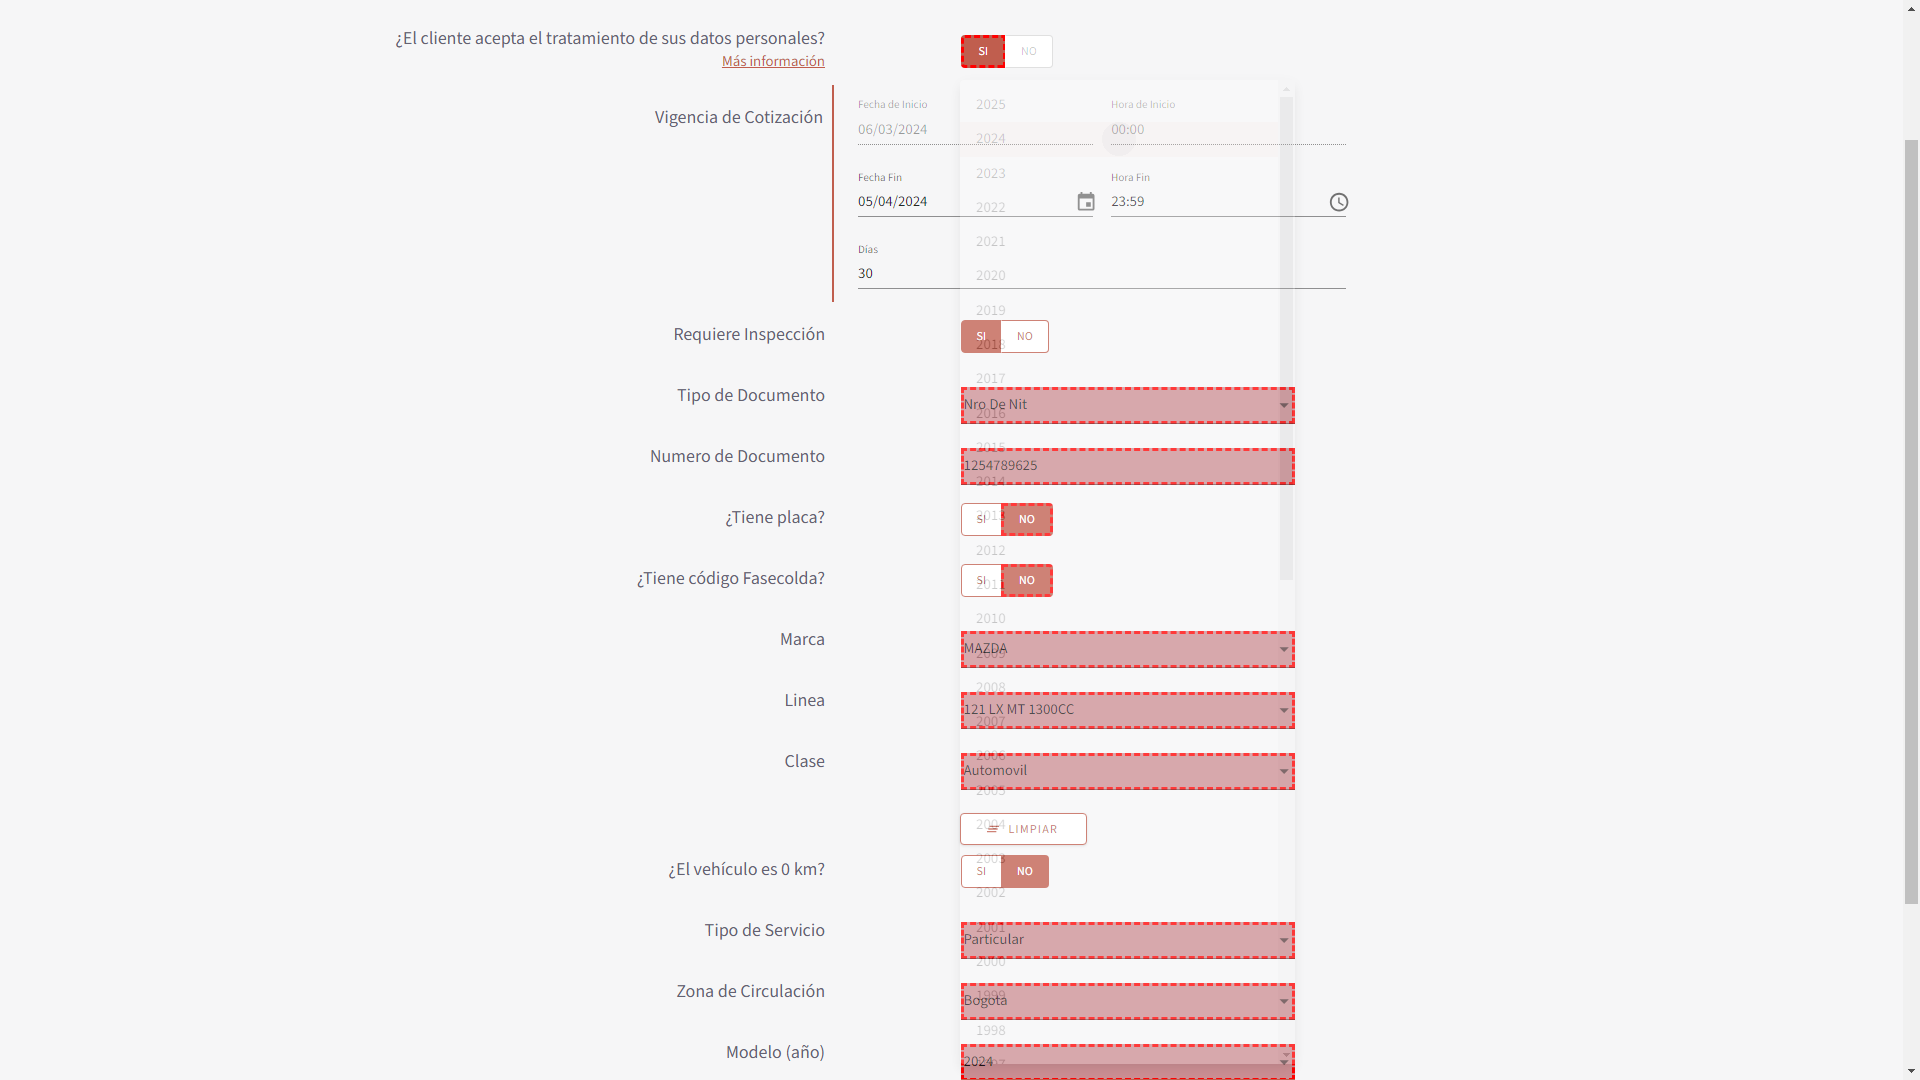 ¿El cliente acepta el tratamiento de sus datos personales?
SI NO
Más información
Vigencia de Cotización
Fecha de Inicio
06/03/2024
Hora de Inicio
00:00
Fecha Fin
05/04/2024
Hora Fin
23:59
Días
30
Requiere Inspección
SI NO
Tipo de Documento
Nro De Nit
Numero de Documento
1254789625
¿Tiene placa?
SI NO
¿Tiene código Fasecolda?
SI NO
Marca
MAZDA
Linea
121 LX MT 1300CC
Clase
Automovil
LIMPIAR
¿El vehículo es 0 km?
SI NO
Tipo de Servicio
Particular
Zona de Circulación
Bogotá
Modelo (año)
2024
2025
2024
2023
2022
2021
2020
2019
2018
2017
2016
2015
2014
2013
2012
2011
2010
2009
2008
2007
2006
2005
2004
2003
2002
2001
2000
1999
1998